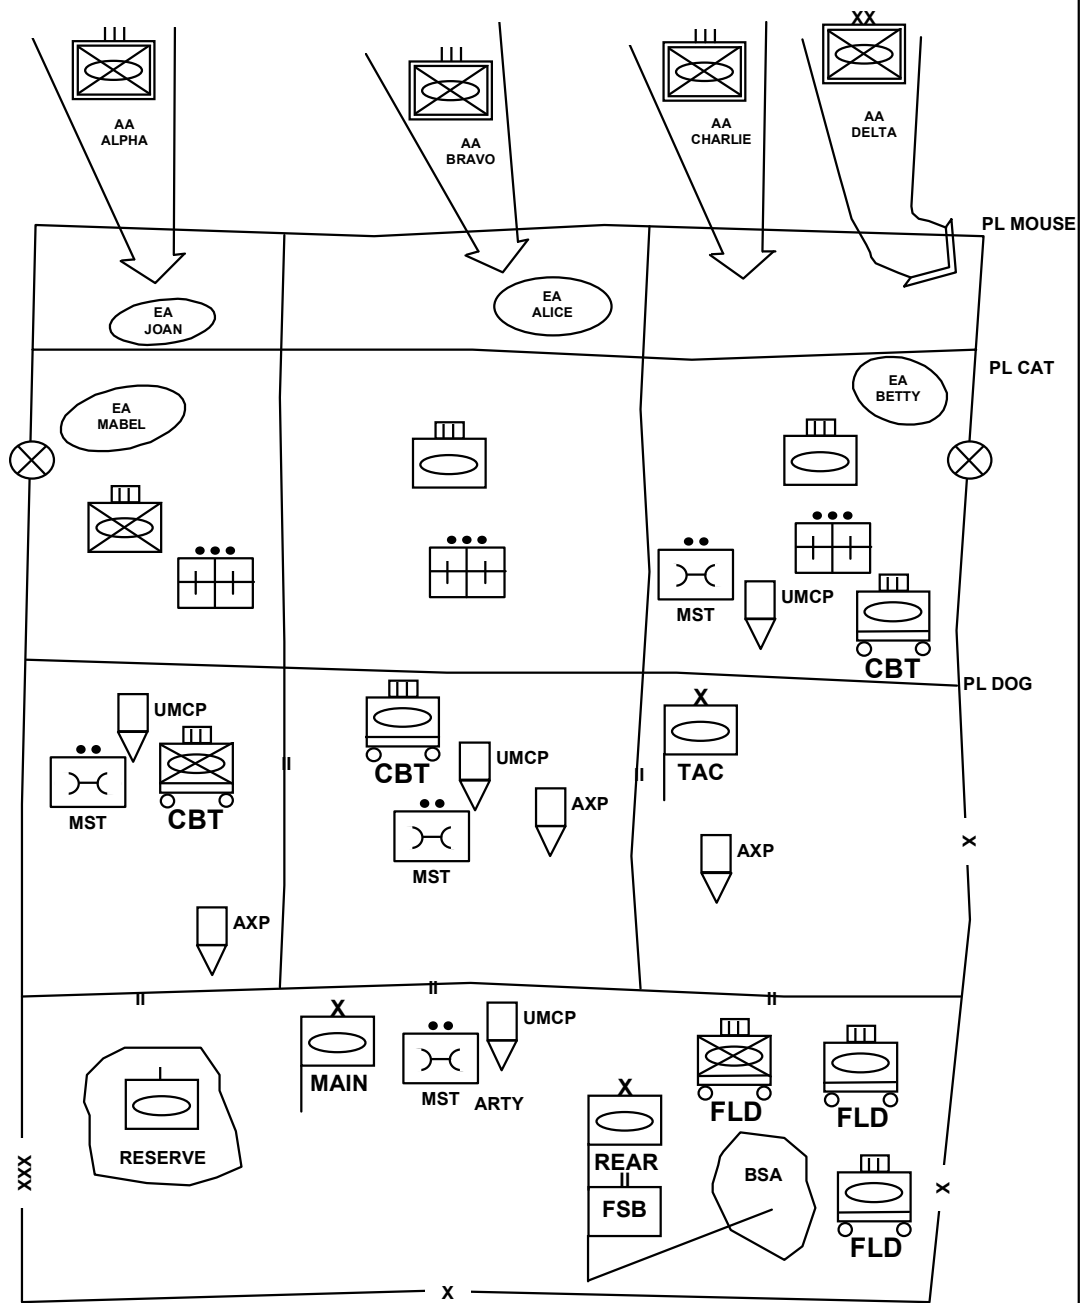 XX
AA
ALPHA
AA
BRAVO
AA
CHARLIE
AA
DELTA
PL MOUSE
EA
JOAN
EA
ALICE
PL CAT
EA
MABEL
EA
BETTY
MST
UMCP
CBT
PL DOG
UMCP
MST
CBT
CBT
UMCP
MST
AXP
X
TAC
AXP
X
AXP
II
II
II
II
II
X
MAIN
MST
UMCP
ARTY
FLD
FLD
RESERVE
X
REAR
II
FSB
BSA
FLD
XXX
X
X